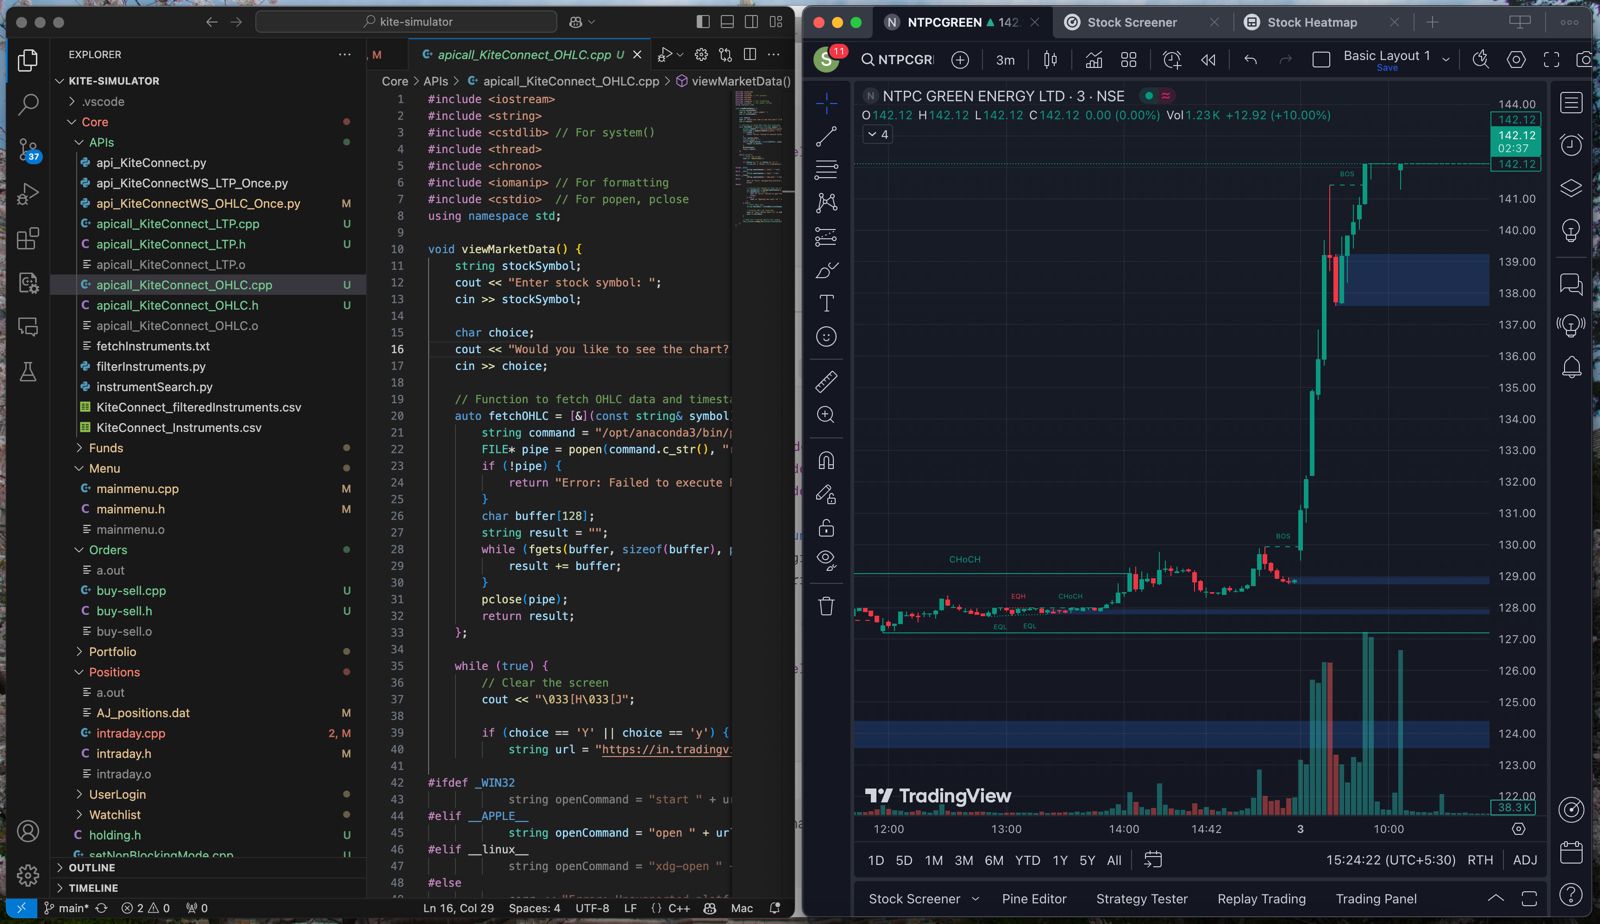 kite-simulator
EXPLORER
KITE-SIMULATOR
.vscode
Core
APIs
api_KiteConnect.py
api_KiteConnectWS_LTP_Once.py
api_KiteConnectWS_OHLC_Once.py M
apicall_KiteConnect_LTP.cpp U
apicall_KiteConnect_LTP.h U
apicall_KiteConnect_LTP.o
apicall_KiteConnect_OHLC.cpp U
apicall_KiteConnect_OHLC.h U
apicall_KiteConnect_OHLC.o
fetchInstruments.txt
filterInstruments.py
instrumentSearch.py
KiteConnect_filteredInstruments.csv
KiteConnect_Instruments.csv
Funds
Menu
mainmenu.cpp M
mainmenu.h M
mainmenu.o
Orders
a.out
buy-sell.cpp U
buy-sell.h U
buy-sell.o
Portfolio
Positions
a.out
AJ_positions.dat M
intraday.cpp 2, M
intraday.h M
intraday.o
UserLogin
Watchlist
holding.h U
setNonBlockingMode.cpp U
OUTLINE
TIMELINE
37
main* 2 0 0
M
apicall_KiteConnect_OHLC.cpp U
Core > APIs > apicall_KiteConnect_OHLC.cpp > viewMarketData()
1 #include <iostream>
2 #include <string>
3 #include <cstdlib> // For system()
4 #include <thread>
5 #include <chrono>
6 #include <iomanip> // For formatting
7 #include <cstdio>  // For popen, pclose
8 using namespace std;
9
10 void viewMarketData() {
11 string stockSymbol;
12 cout << "Enter stock symbol: ";
13 cin >> stockSymbol;
14
15 char choice;
16 cout << "Would you like to see the chart?
17 cin >> choice;
18
19 // Function to fetch OHLC data and timesta
20 auto fetchOHLC = [&](const string& symbol
21 string command = "/opt/anaconda3/bin/p
22 FILE* pipe = popen(command.c_str(), "r
23 if (!pipe) {
24 return "Error: Failed to execute
25 }
26 char buffer[128];
27 string result = "";
28 while (fgets(buffer, sizeof(buffer), p
29 result += buffer;
30 }
31 pclose(pipe);
32 return result;
33 };
34
35 while (true) {
36 // Clear the screen
37 cout << "\033[H\033[J";
38
39 if (choice == 'Y' || choice == 'y') {
40 string url = "https://in.tradingvi
41
42 #ifdef _WIN32
43 string openCommand = "start " + ur
44 #elif __APPLE__
45 string openCommand = "open " + url
46 #elif __linux__
47 string openCommand = "xdg-open " +
48 #else
Ln 16, Col 29 Spaces: 4 UTF-8 LF {} C++ Mac
N NTPCGREEN ▲ 142
Stock Screener
Stock Heatmap
S 11
NTPCGR
3m
Basic Layout 1
Save
N NTPC GREEN ENERGY LTD · 3 · NSE
O142.12 H142.12 L142.12 C142.12 0.00 (0.00%) Vol1.23 K +12.92 (+10.00%)
4
144.00
142.12
142.12
02:37
142.12
141.00
140.00
139.00
138.00
137.00
136.00
135.00
134.00
133.00
132.00
131.00
130.00
129.00
128.00
127.00
126.00
125.00
124.00
123.00
122.00
38.3 K
BOS
BOS
CHoCH
EQH
CHoCH
EQL
EQL
TradingView
12:00 13:00 14:00 14:42 3 10:00
1D 5D 1M 3M 6M YTD 1Y 5Y All
15:24:22 (UTC+5:30) RTH ADJ
Stock Screener Pine Editor Strategy Tester Replay Trading Trading Panel